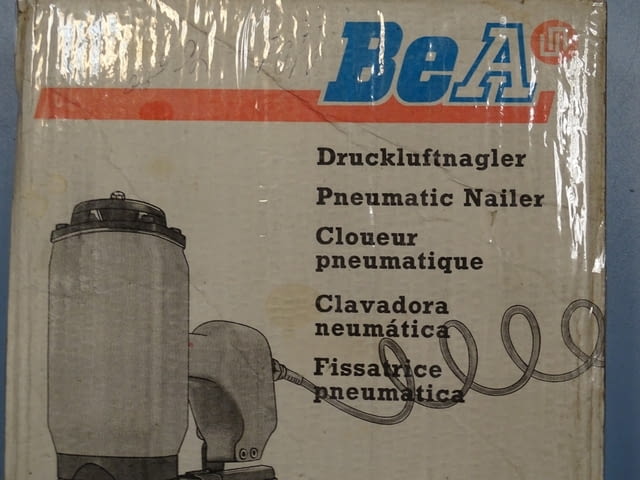 BeA
Druckluftnagler
Pneumatic Nailer
Cloueur
pneumatique
Clavadora
neumática
Fissatrice
pneumatica